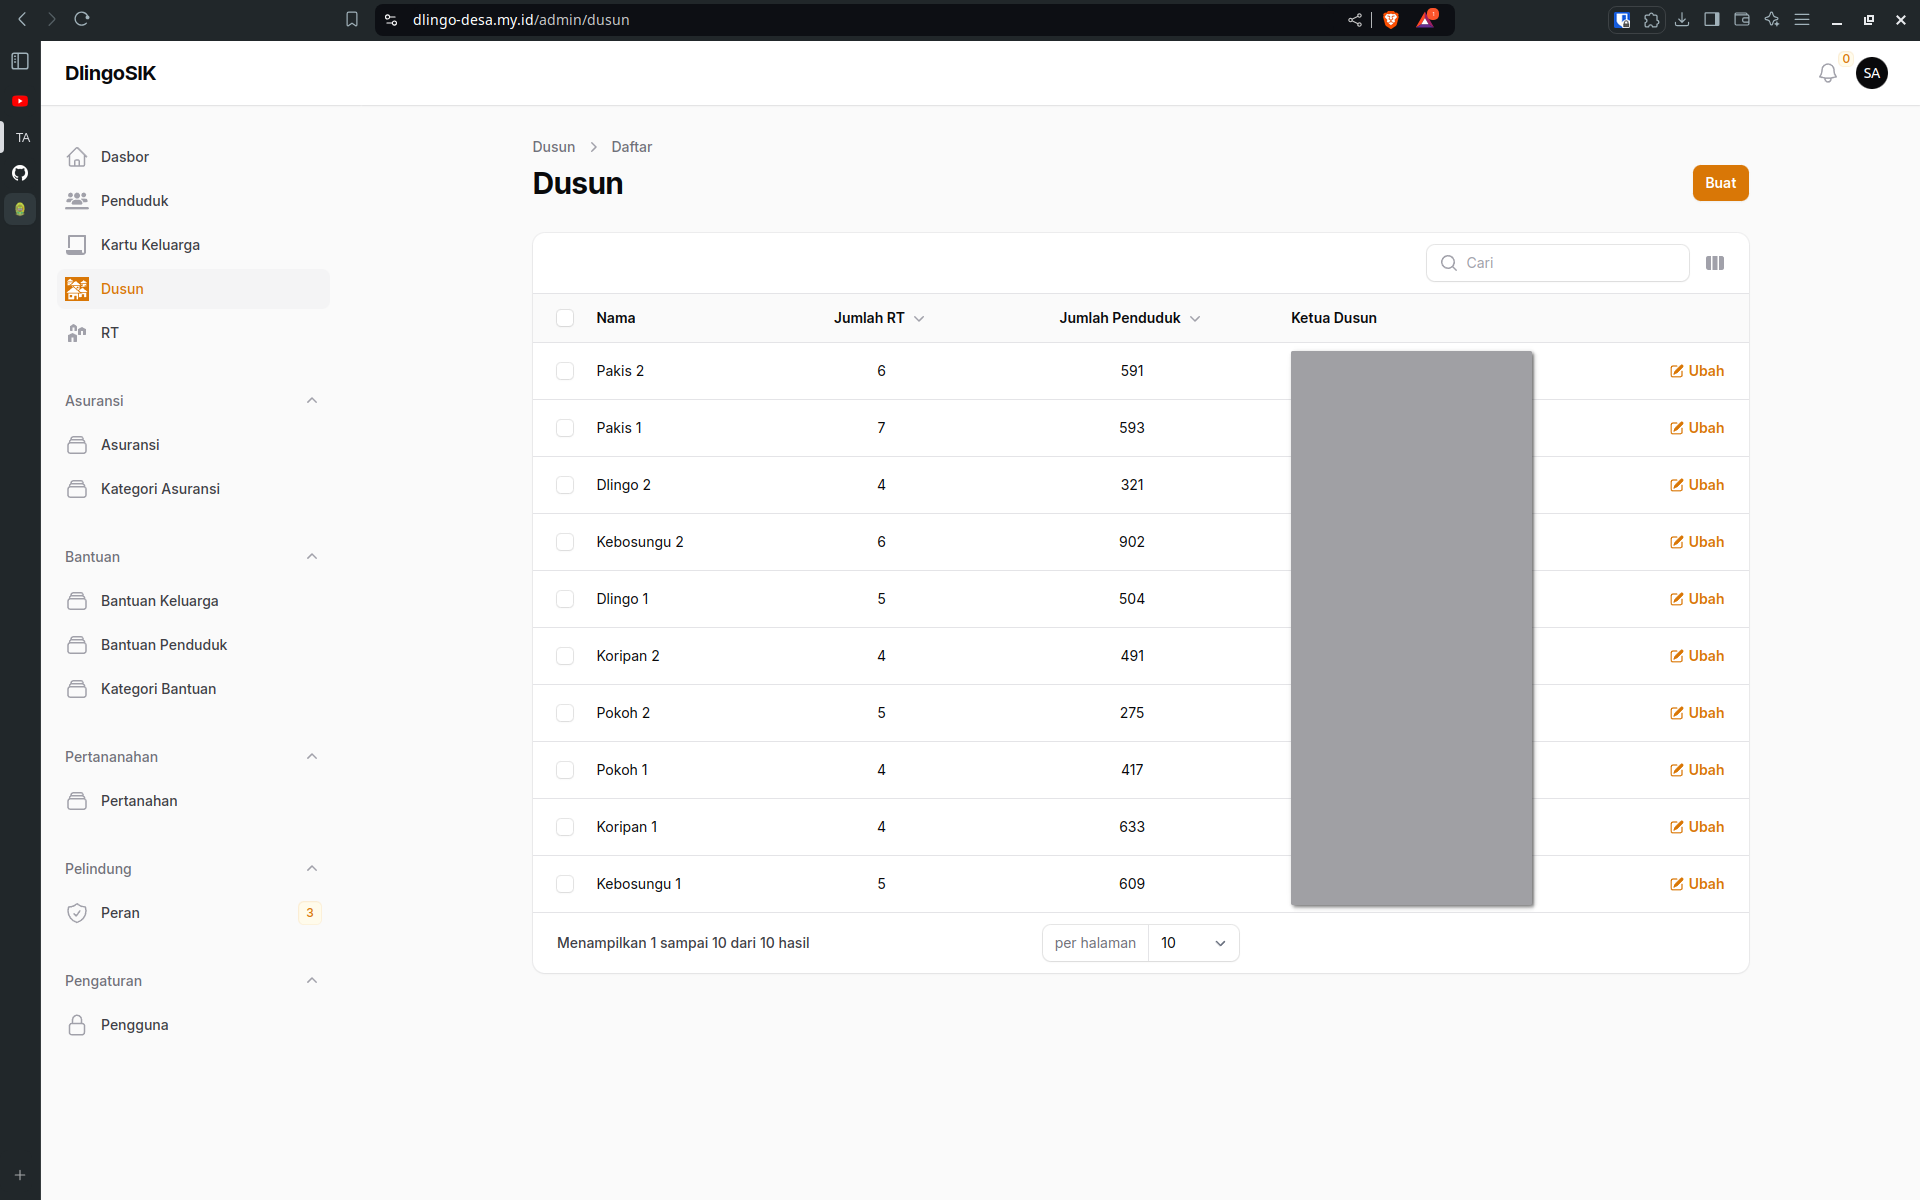 dlingo-desa.my.id/admin/dusun
DlingoSIK
0
SA
TA
Dasbor
Penduduk
Kartu Keluarga
Dusun
RT
Asuransi
Asuransi
Kategori Asuransi
Bantuan
Bantuan Keluarga
Bantuan Penduduk
Kategori Bantuan
Pertananahan
Pertanahan
Pelindung
Peran 3
Pengaturan
Pengguna
Dusun > Daftar
Dusun
Buat
Cari
Nama Jumlah RT Jumlah Penduduk Ketua Dusun
Pakis 2 6 591 Ubah
Pakis 1 7 593 Ubah
Dlingo 2 4 321 Ubah
Kebosungu 2 6 902 Ubah
Dlingo 1 5 504 Ubah
Koripan 2 4 491 Ubah
Pokoh 2 5 275 Ubah
Pokoh 1 4 417 Ubah
Koripan 1 4 633 Ubah
Kebosungu 1 5 609 Ubah
Menampilkan 1 sampai 10 dari 10 hasil
per halaman 10